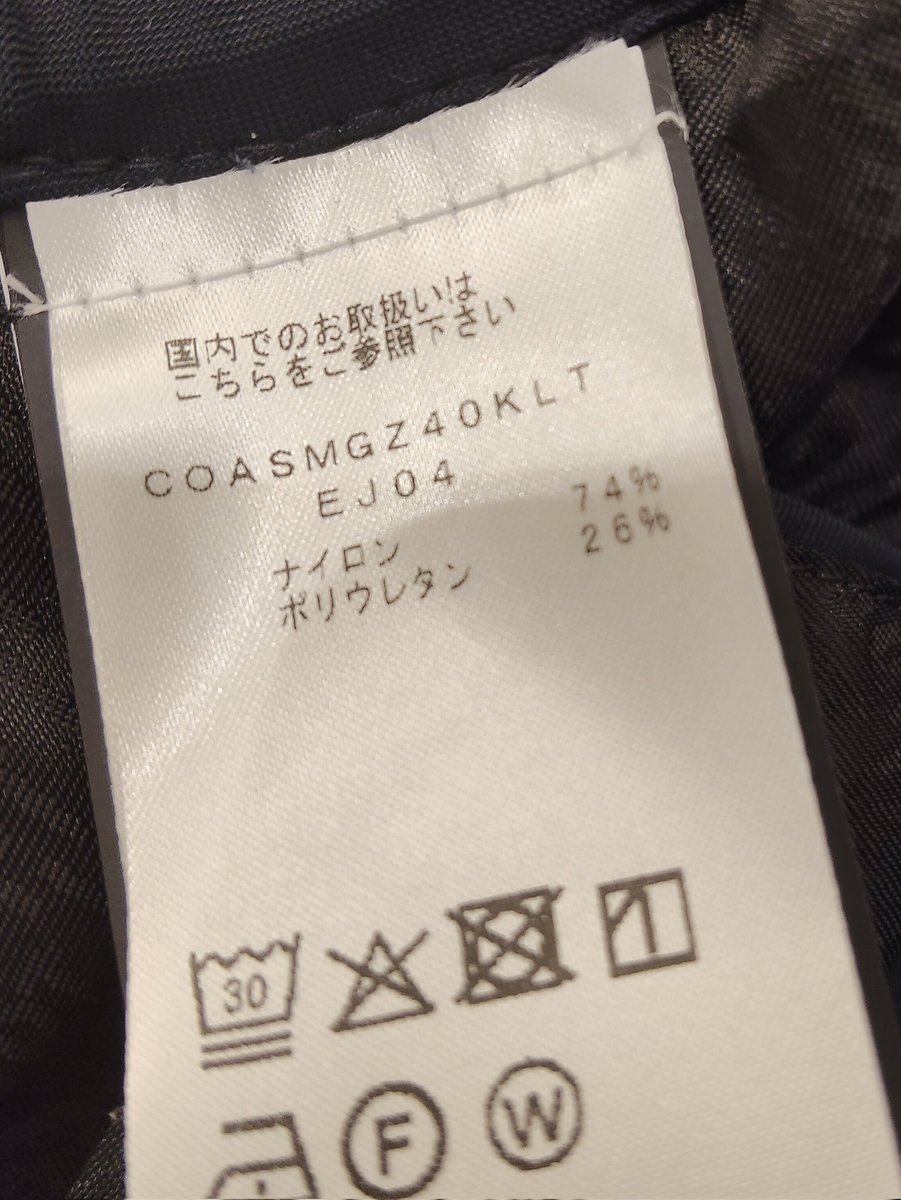 国内でのお取扱いは
こちらをご参照下さい
COASMGZ40KLT
EJ04
ナイロン 74%
ポリウレタン 26%
30
F W